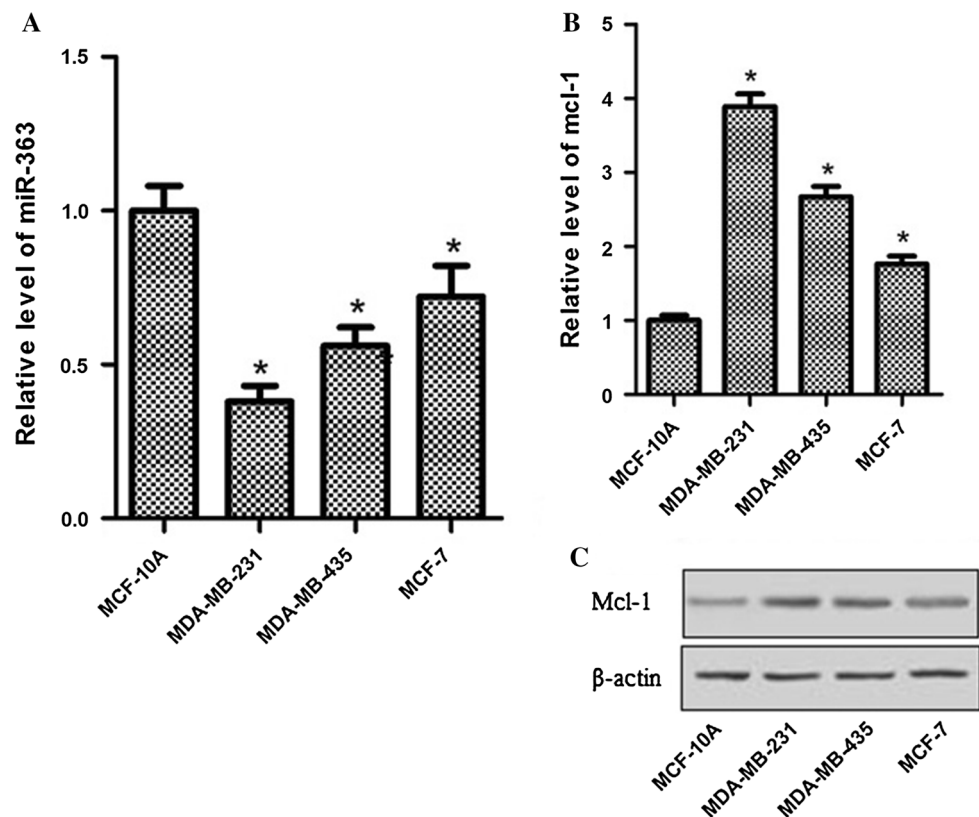 A
Relative level of miR-363
1.5
1.0
0.5
0.0
*
*
*
*
MCF-10A
MDA-MB-231
MDA-MB-435
MCF-7
B
Relative level of mcl-1
5
4
3
2
1
0
*
*
*
MCF-10A
MDA-MB-231
MDA-MB-435
MCF-7
C
Mcl-1
β-actin
MCF-10A
MDA-MB-231
MDA-MB-435
MCF-7